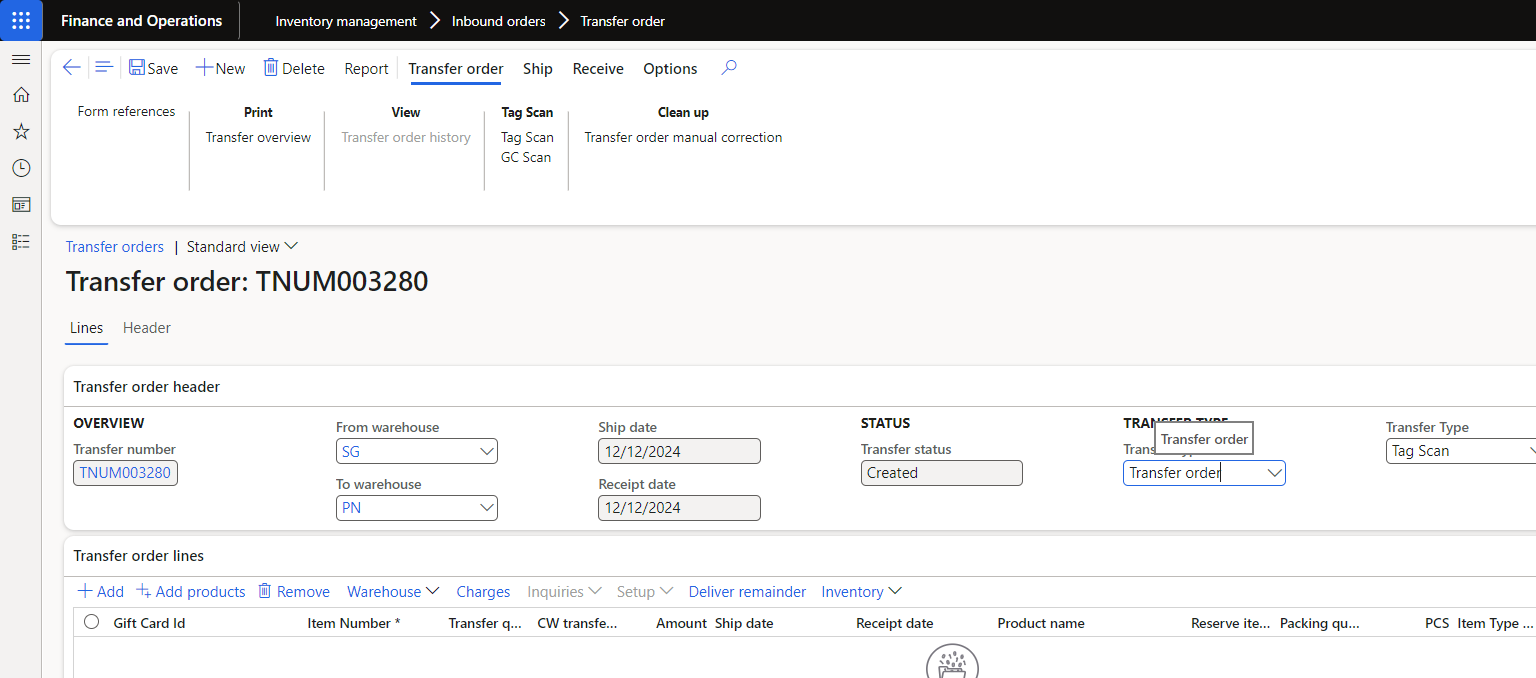 Finance and Operations
Inventory management
Inbound orders
Transfer order
Save
New
Delete
Report
Transfer order
Ship
Receive
Options
Form references
Print
Transfer overview
View
Transfer order history
Tag Scan
Tag Scan
GC Scan
Clean up
Transfer order manual correction
Transfer orders | Standard view
Transfer order: TNUM003280
Lines
Header
Transfer order header
OVERVIEW
Transfer number
TNUM003280
From warehouse
SG
To warehouse
PN
Ship date
12/12/2024
Receipt date
12/12/2024
STATUS
Transfer status
Created
Transfer order
Transfer order
Transfer Type
Tag Scan
Transfer order lines
Add
Add products
Remove
Warehouse
Charges
Inquiries
Setup
Deliver remainder
Inventory
Gift Card Id
Item Number *
Transfer q...
CW transfe...
Amount
Ship date
Receipt date
Product name
Reserve ite...
Packing qu...
PCS
Item Type ...